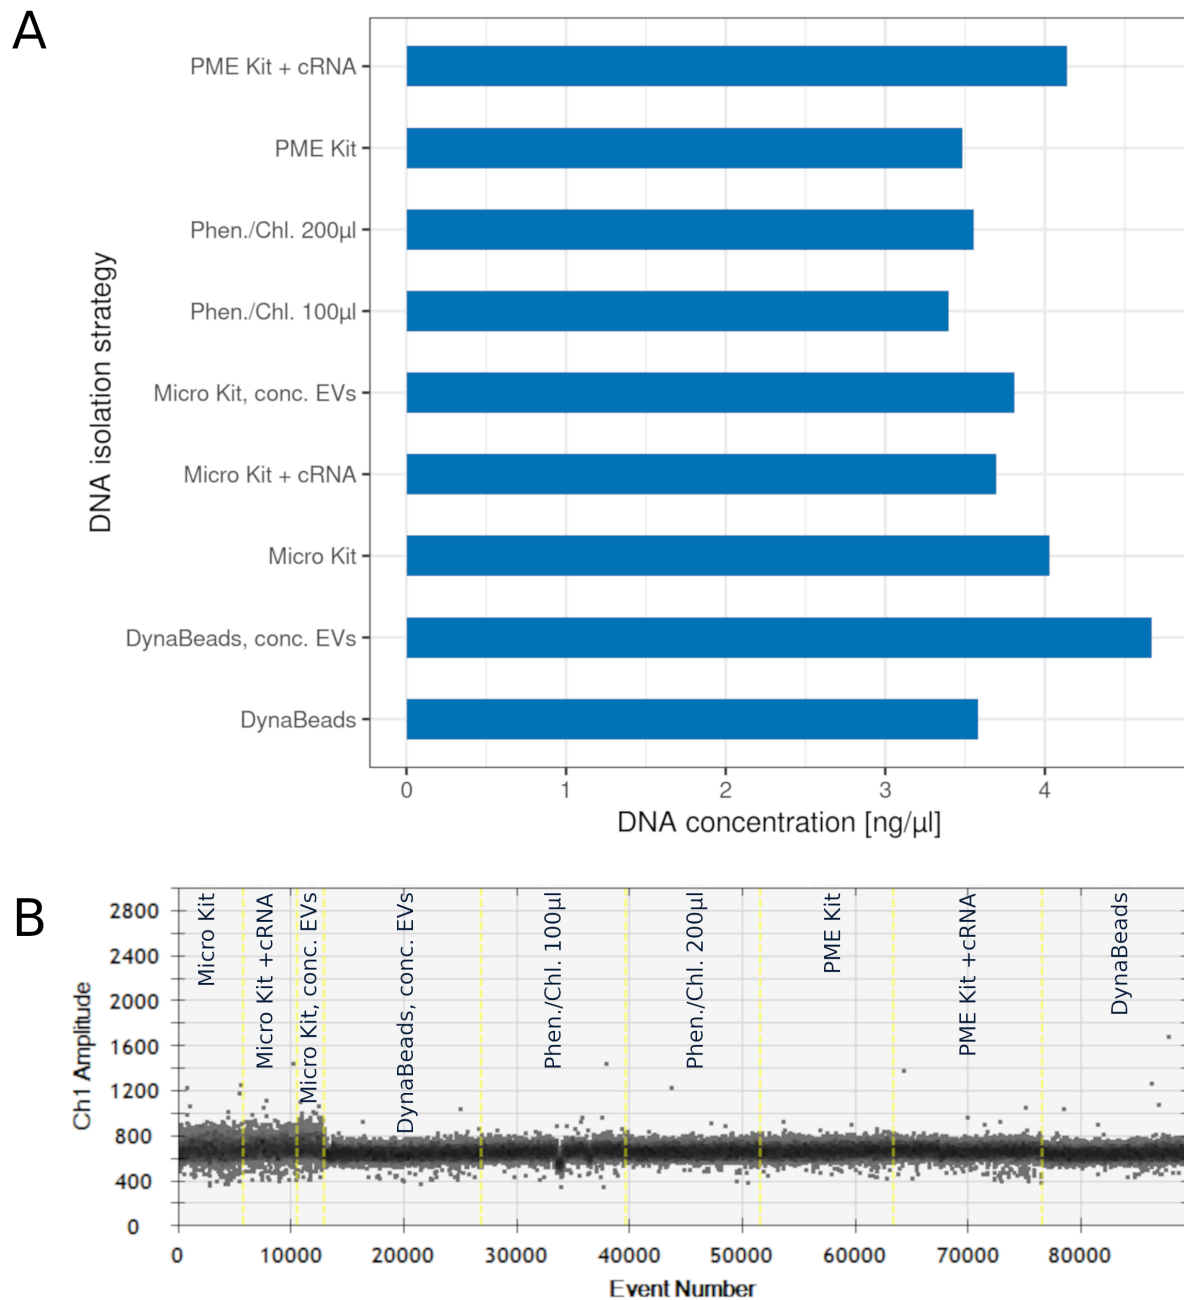 A
DNA isolation strategy
PME Kit + cRNA
PME Kit
Phen./Chl. 200µl
Phen./Chl. 100µl
Micro Kit, conc. EVs
Micro Kit + cRNA
Micro Kit
DynaBeads, conc. EVs
DynaBeads
0 1 2 3 4
DNA concentration [ng/µl]
B
Ch1 Amplitude
2800
2400
2000
1600
1200
800
400
0
Micro Kit
Micro Kit +cRNA
Micro Kit, conc. EVs
DynaBeads, conc. EVs
Phen./Chl. 100µl
Phen./Chl. 200µl
PME Kit
PME Kit +cRNA
DynaBeads
0 10000 20000 30000 40000 50000 60000 70000 80000
Event Number